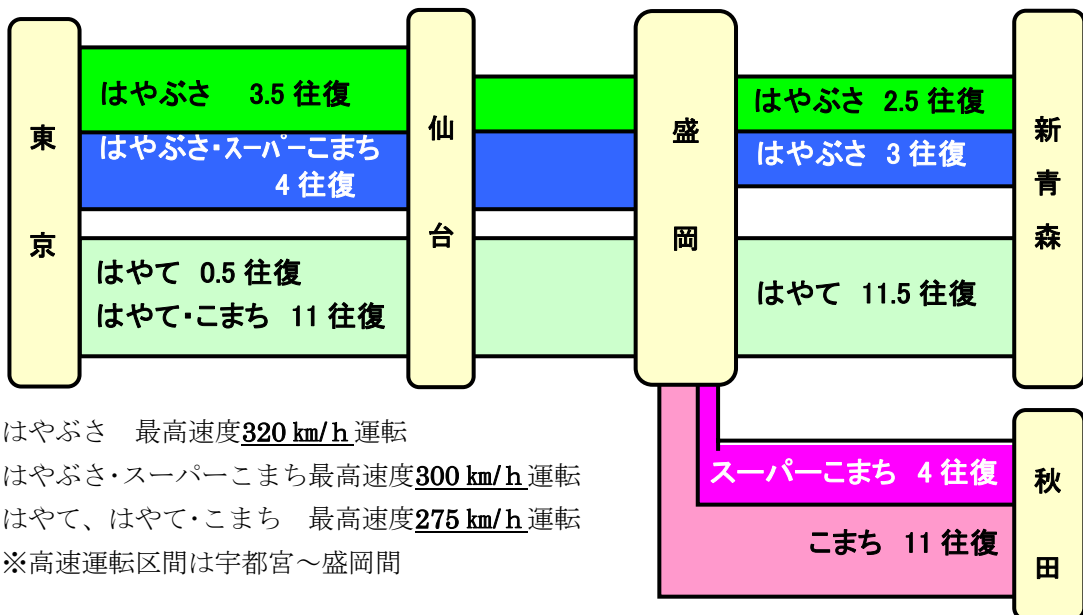 東京
仙台
盛岡
新青森
はやぶさ 3.5 往復
はやぶさ・スーパーこまち
4 往復
はやて 0.5 往復
はやて・こまち 11 往復
はやぶさ 2.5 往復
はやぶさ 3 往復
はやて 11.5 往復
スーパーこまち 4 往復
こまち 11 往復
秋田
はやぶさ 最高速度320 km/h運転
はやぶさ・スーパーこまち最高速度300 km/h運転
はやて、はやて・こまち 最高速度275 km/h運転
※高速運転区間は宇都宮～盛岡間